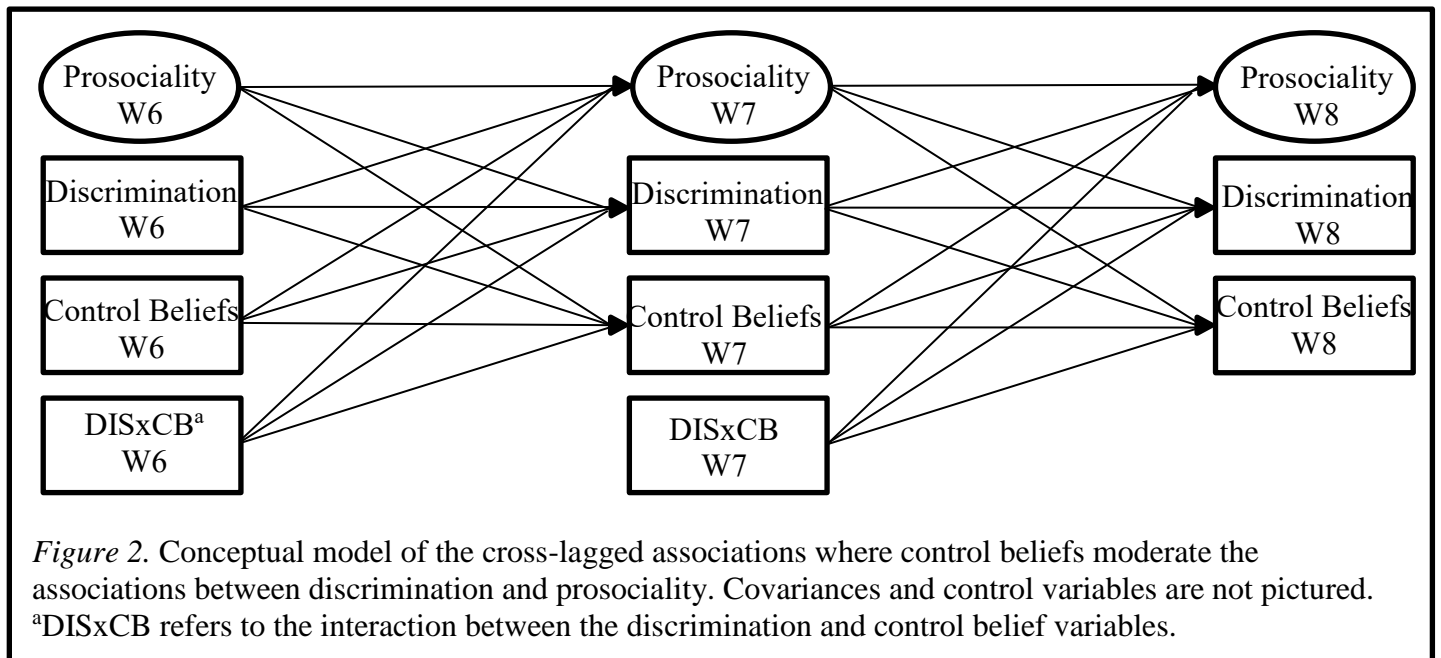 Prosociality
W6
Prosociality
W7
Prosociality
W8
Discrimination
W6
Discrimination
W7
Discrimination
W8
Control Beliefs
W6
Control Beliefs
W7
Control Beliefs
W8
DISxCBᵃ
W6
DISxCB
W7
Figure 2. Conceptual model of the cross-lagged associations where control beliefs moderate the
associations between discrimination and prosociality. Covariances and control variables are not pictured.
ᵃDISxCB refers to the interaction between the discrimination and control belief variables.